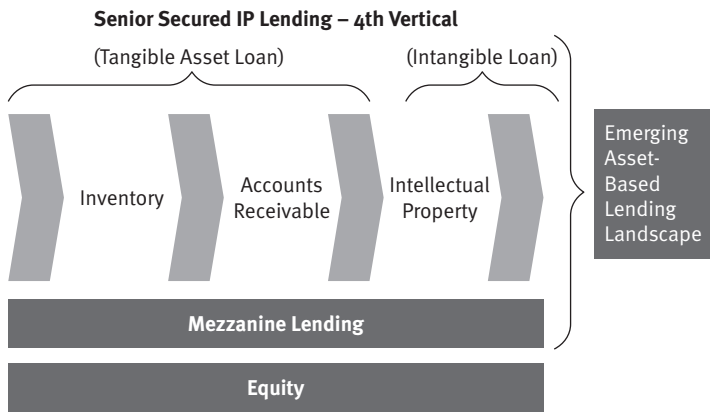 Senior Secured IP Lending – 4th Vertical
(Tangible Asset Loan)
(Intangible Loan)
Inventory
Accounts
Receivable
Intellectual
Property
Emerging
Asset-
Based
Lending
Landscape
Mezzanine Lending
Equity